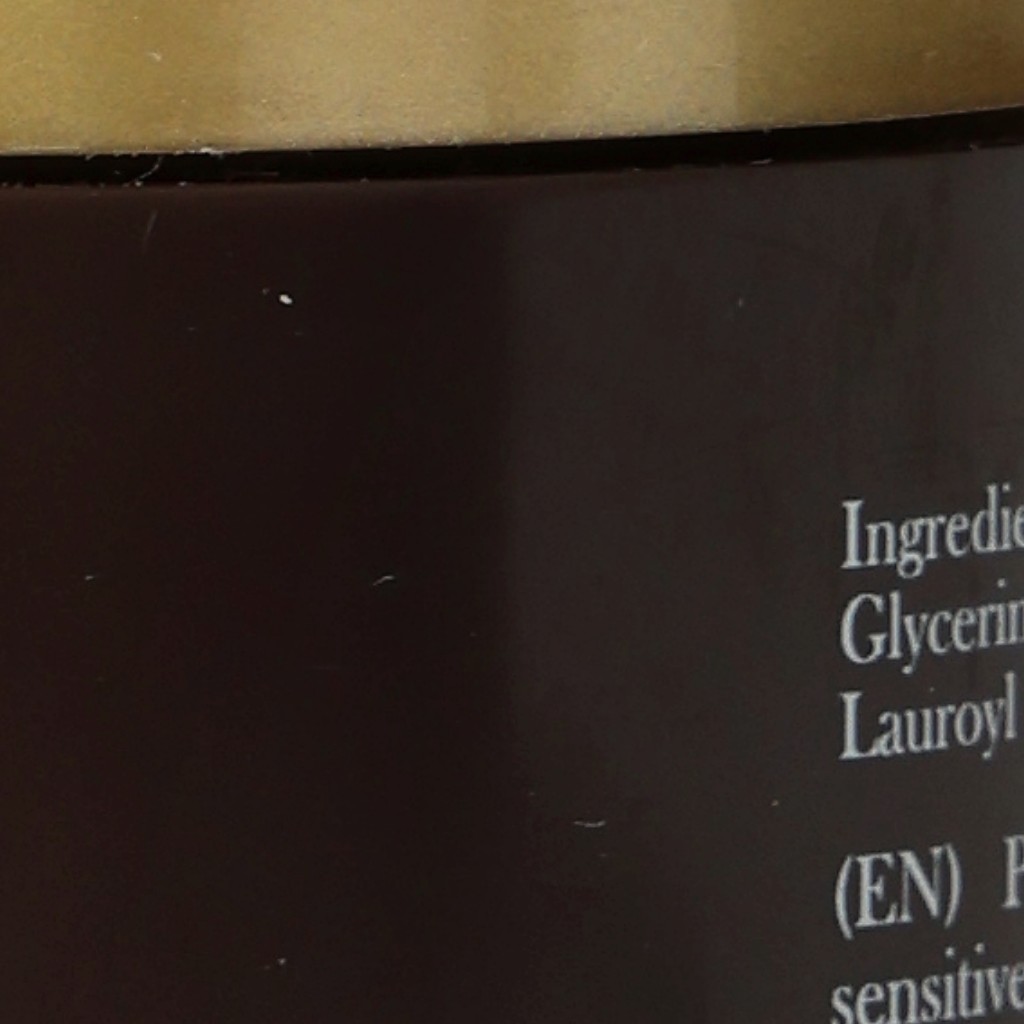 Ingredie
Glycerin
Lauroyl
(EN) P
sensitive